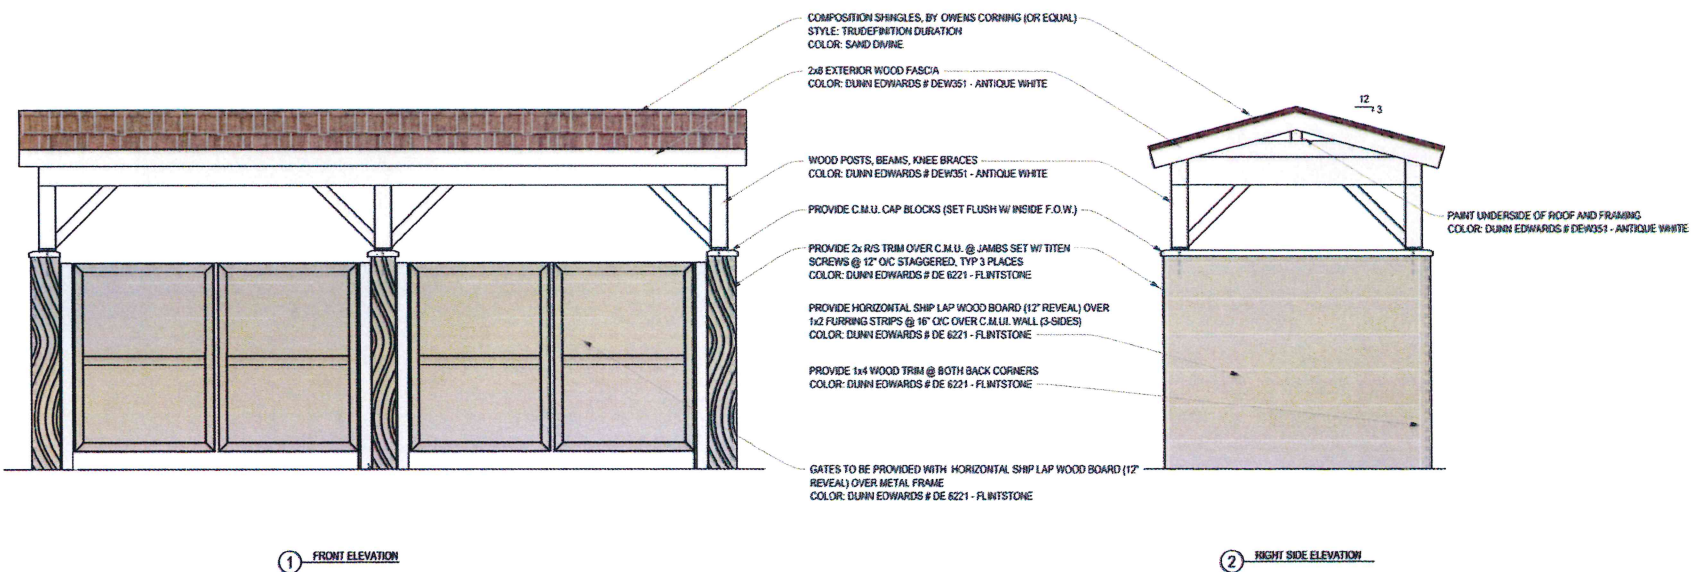 COMPOSITION SHINGLES, BY OWENS CORNING (OR EQUAL)
STYLE: TRUDEFINITION DURATION
COLOR: SAND DIVINE
2x8 EXTERIOR WOOD FASCIA
COLOR: DUNN EDWARDS # DEW351 - ANTIQUE WHITE
12
3
WOOD POSTS, BEAMS, KNEE BRACES
COLOR: DUNN EDWARDS # DEW351 - ANTIQUE WHITE
PROVIDE C.M.U. CAP BLOCKS (SET FLUSH W/ INSIDE F.O.W.)
PAINT UNDERSIDE OF ROOF AND FRAMING
COLOR: DUNN EDWARDS # DEW351 - ANTIQUE WHITE
PROVIDE 2x R/S TRIM OVER C.M.U. @ JAMBS SET W/ TITEN
SCREWS @ 12" O/C STAGGERED, TYP 3 PLACES
COLOR: DUNN EDWARDS # DE 6221 - FLINTSTONE
PROVIDE HORIZONTAL SHIP LAP WOOD BOARD (12" REVEAL) OVER
1x2 FURRING STRIPS @ 16" O/C OVER C.M.U. WALL (3-SIDES)
COLOR: DUNN EDWARDS # DE 6221 - FLINTSTONE
PROVIDE 1x4 WOOD TRIM @ BOTH BACK CORNERS
COLOR: DUNN EDWARDS # DE 6221 - FLINTSTONE
GATES TO BE PROVIDED WITH HORIZONTAL SHIP LAP WOOD BOARD (12"
REVEAL) OVER METAL FRAME
COLOR: DUNN EDWARDS # DE 6221 - FLINTSTONE
1 FRONT ELEVATION
2 RIGHT SIDE ELEVATION